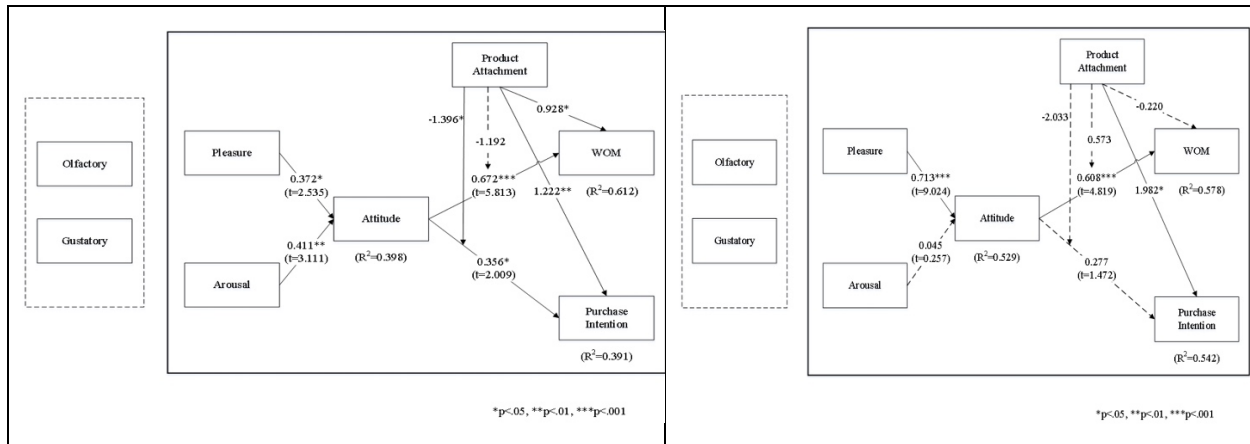 Product
Attachment
0.928*
-1.396*
-1.192
Olfactory
Pleasure
WOM
0.372*
(t=2.535)
0.672***
(t=5.813)
1.222**
(R²=0.612)
Gustatory
Attitude
0.411**
(t=3.111)
(R²=0.398)
0.356*
(t=2.009)
Arousal
Purchase
Intention
(R²=0.391)
*p<.05, **p<.01, ***p<.001
Product
Attachment
-0.220
-2.033
0.573
Olfactory
Pleasure
WOM
0.713***
(t=9.024)
0.608***
(t=4.819)
1.982*
(R²=0.578)
Gustatory
Attitude
0.045
(t=0.257)
(R²=0.529)
0.277
(t=1.472)
Arousal
Purchase
Intention
(R²=0.542)
*p<.05, **p<.01, ***p<.001